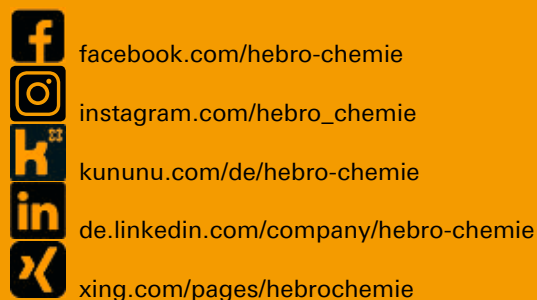 facebook.com/hebro-chemie
instagram.com/hebro_chemie
kununu.com/de/hebro-chemie
de.linkedin.com/company/hebro-chemie
xing.com/pages/hebrochemie